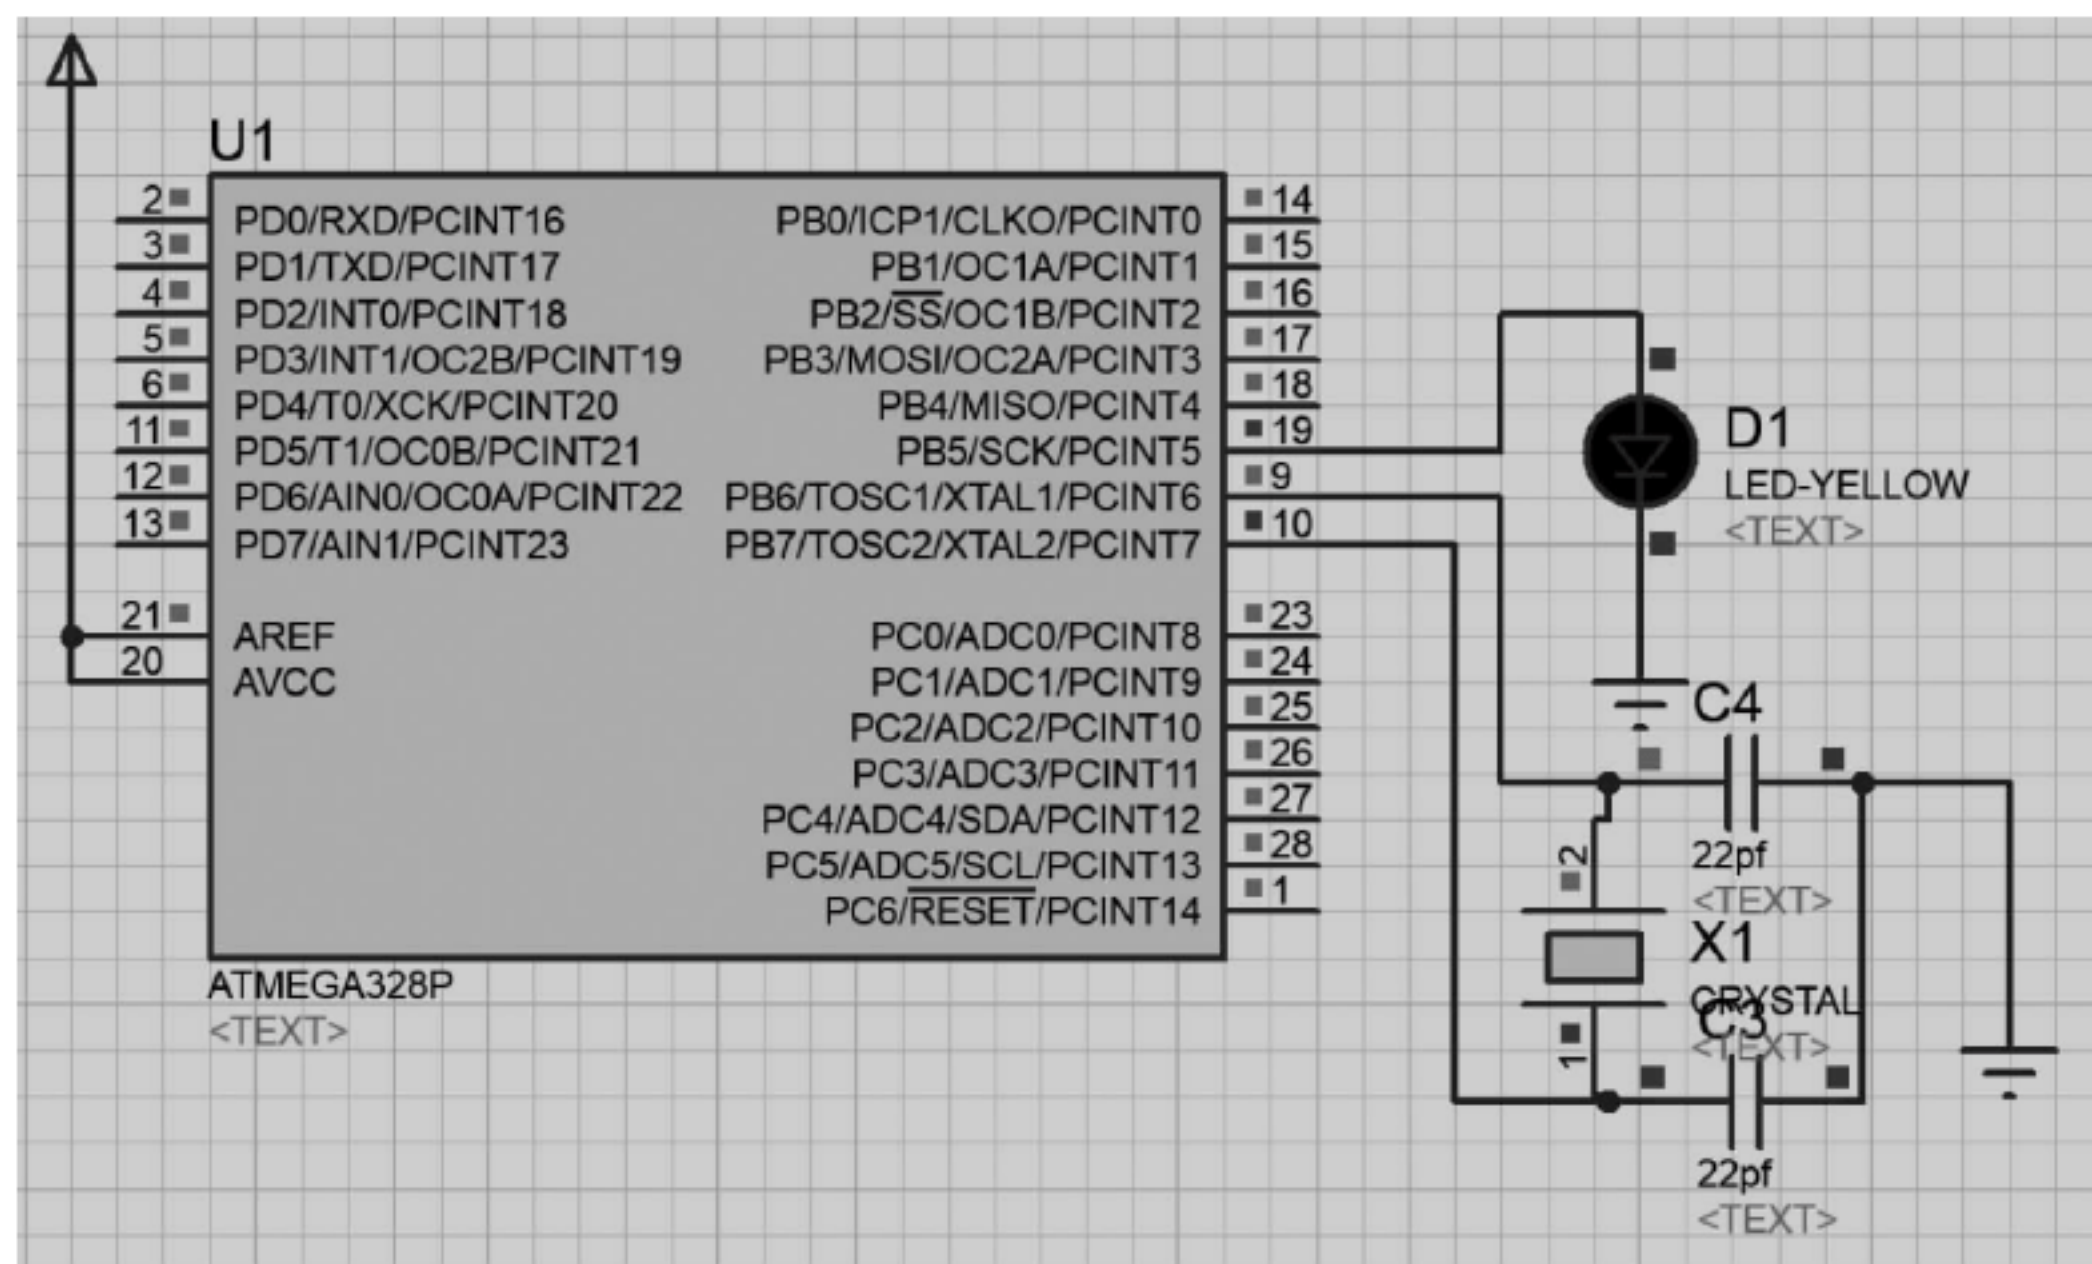 U1
2
PD0/RXD/PCINT16
3
PD1/TXD/PCINT17
4
PD2/INT0/PCINT18
5
PD3/INT1/OC2B/PCINT19
6
PD4/T0/XCK/PCINT20
11
PD5/T1/OC0B/PCINT21
12
PD6/AIN0/OC0A/PCINT22
13
PD7/AIN1/PCINT23
21
AREF
20
AVCC
PB0/ICP1/CLKO/PCINT0
14
PB1/OC1A/PCINT1
15
PB2/SS/OC1B/PCINT2
16
PB3/MOSI/OC2A/PCINT3
17
PB4/MISO/PCINT4
18
PB5/SCK/PCINT5
19
PB6/TOSC1/XTAL1/PCINT6
9
PB7/TOSC2/XTAL2/PCINT7
10
PC0/ADC0/PCINT8
23
PC1/ADC1/PCINT9
24
PC2/ADC2/PCINT10
25
PC3/ADC3/PCINT11
26
PC4/ADC4/SDA/PCINT12
27
PC5/ADC5/SCL/PCINT13
28
PC6/RESET/PCINT14
1
ATMEGA328P
<TEXT>
D1
LED-YELLOW
<TEXT>
C4
22pf
<TEXT>
2
X1
CRYSTAL
<TEXT>
1
C3
22pf
<TEXT>